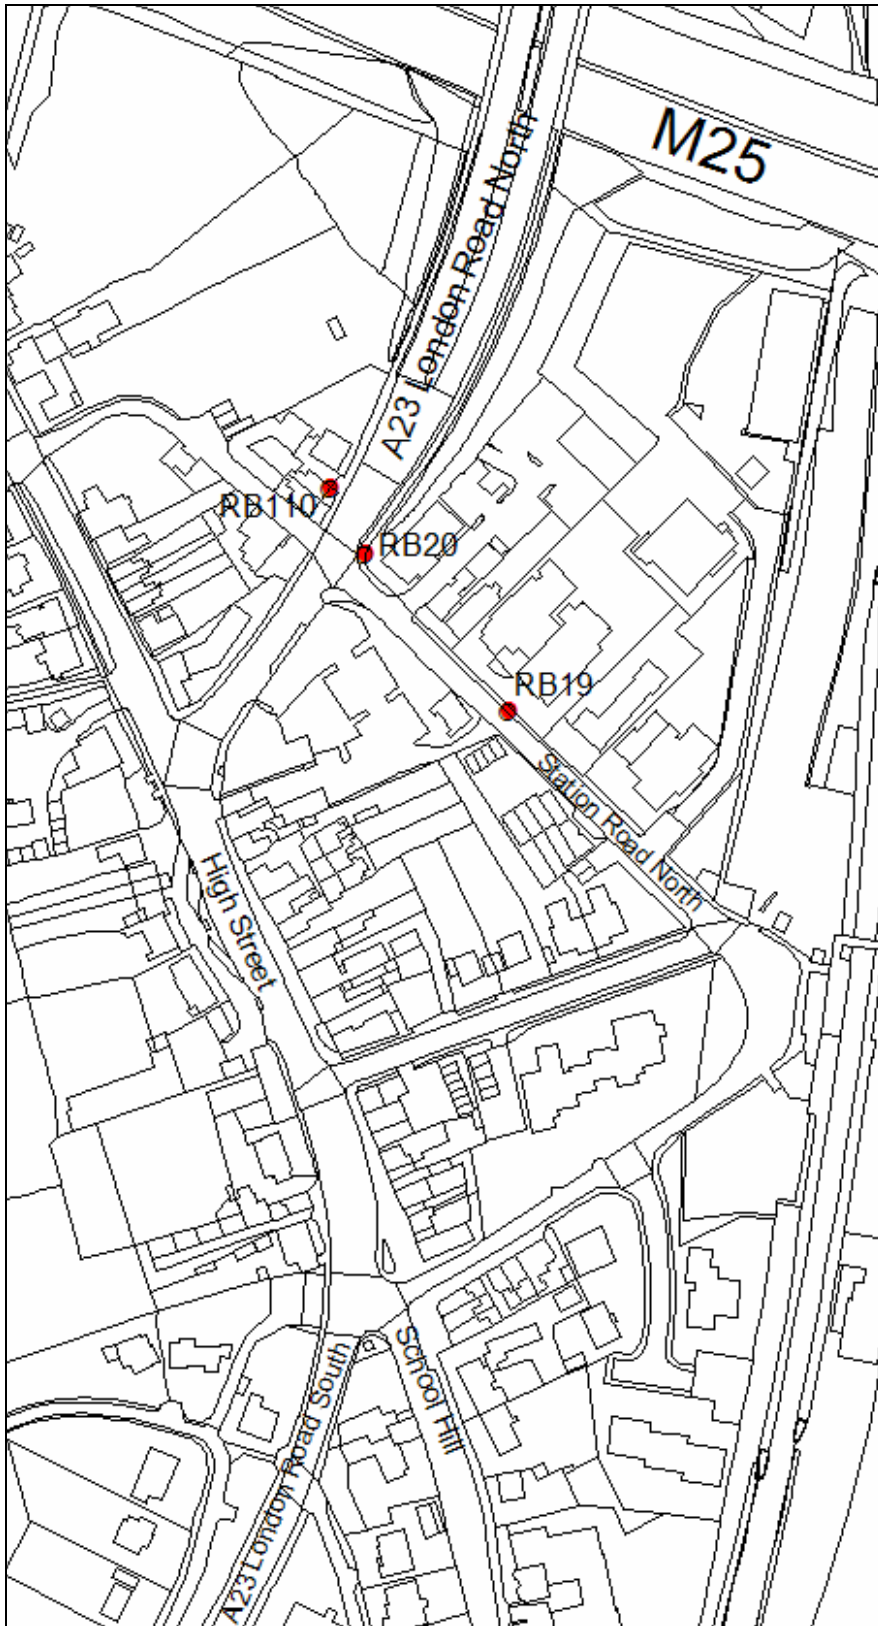 M25
A23 London Road North
RB110
RB20
RB19
Station Road North
High Street
School Hill
A23 London Road South